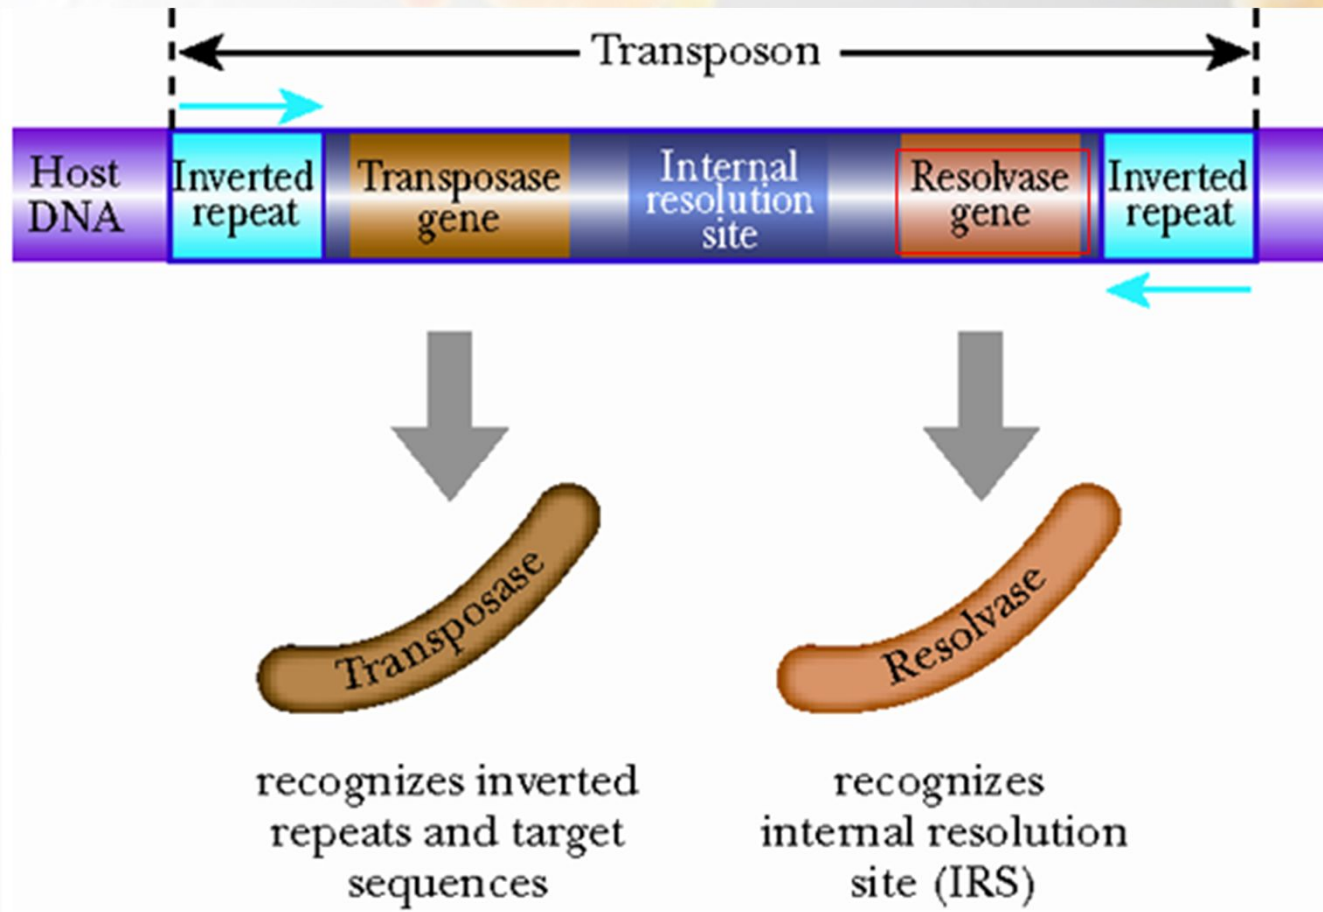 Transposon
Host
DNA
Inverted
repeat
Transposase
gene
Internal
resolution
site
Resolvase
gene
Inverted
repeat
Transposase
Resolvase
recognizes inverted
repeats and target
sequences
recognizes
internal resolution
site (IRS)